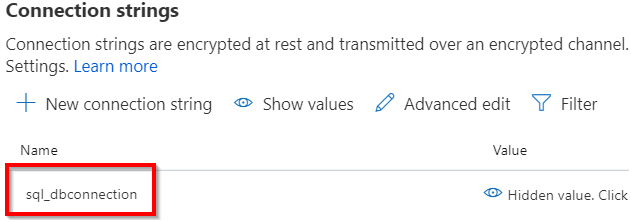 Connection strings
Connection strings are encrypted at rest and transmitted over an encrypted channel.
Settings. Learn more
New connection string Show values Advanced edit Filter
Name Value
sql_dbconnection Hidden value. Click